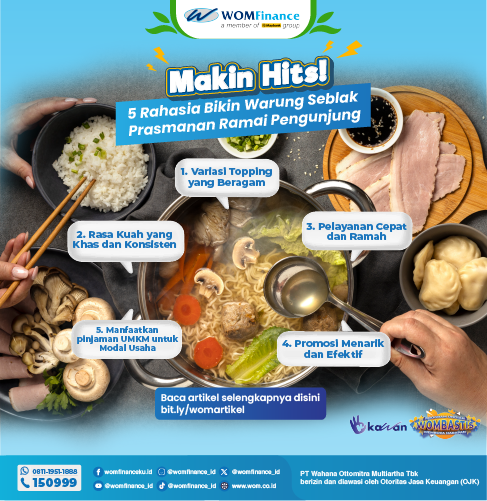 WOMFinance
a member of Maybank group
Makin Hits!
5 Rahasia Bikin Warung Seblak
Prasmanan Ramai Pengunjung
1. Variasi Topping
yang Beragam
2. Rasa Kuah yang
Khas dan Konsisten
3. Pelayanan Cepat
dan Ramah
5. Manfaatkan
pinjaman UMKM untuk
Modal Usaha
4. Promosi Menarik
dan Efektif
Baca artikel selengkapnya disini
bit.ly/womartikel
kawan
WOMBASTIS
0811-1951-1888
150999
womfinanceku.id
@womfinance_id
@womfinance_id
womfinance_id
@womfinance_id
www.wom.co.id
PT Wahana Ottomitra Multiartha Tbk
berizin dan diawasi oleh Otoritas Jasa Keuangan (OJK)